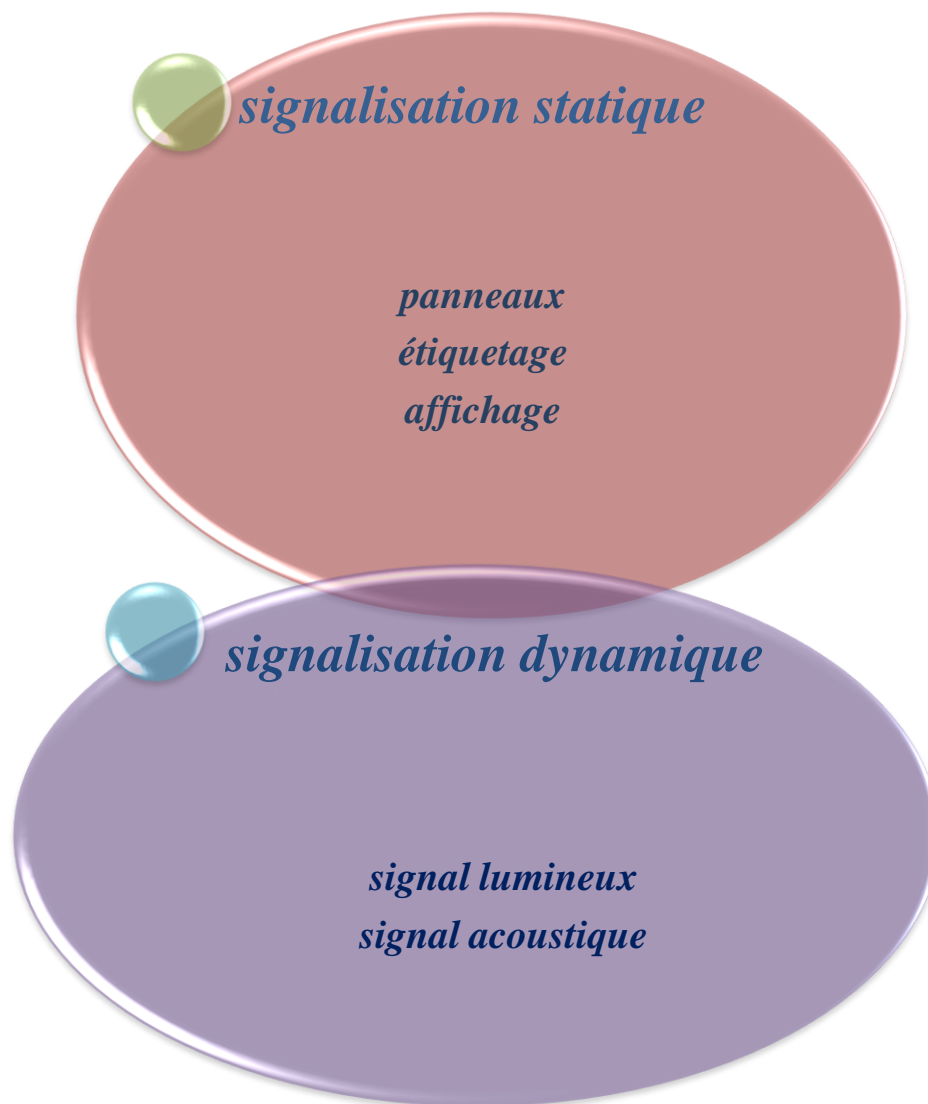 signalisation statique
panneaux
étiquetage
affichage
signalisation dynamique
signal lumineux
signal acoustique